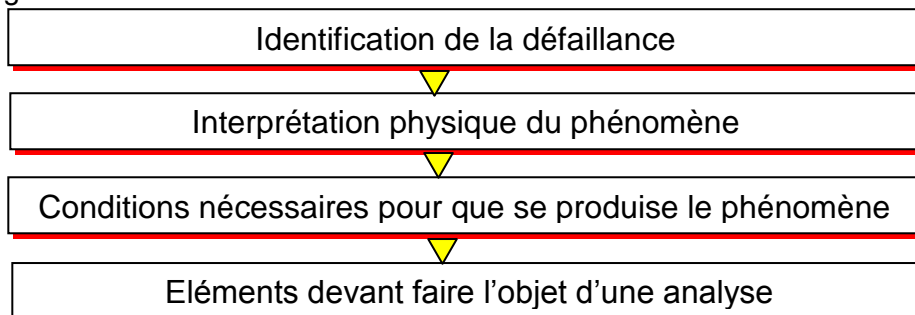 Identification de la défaillance
Interprétation physique du phénomène
Conditions nécessaires pour que se produise le phénomène
Eléments devant faire l’objet d’une analyse